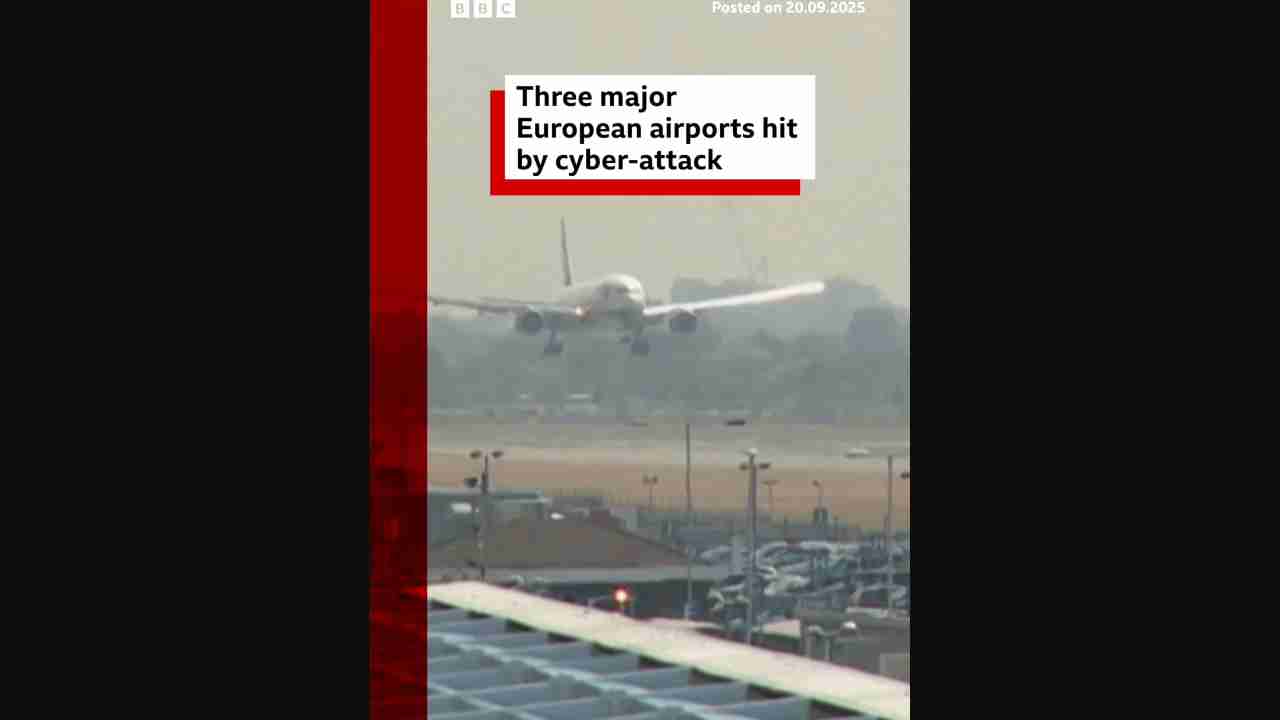 BBC
Posted on 20.09.2025
Three major
European airports hit
by cyber-attack